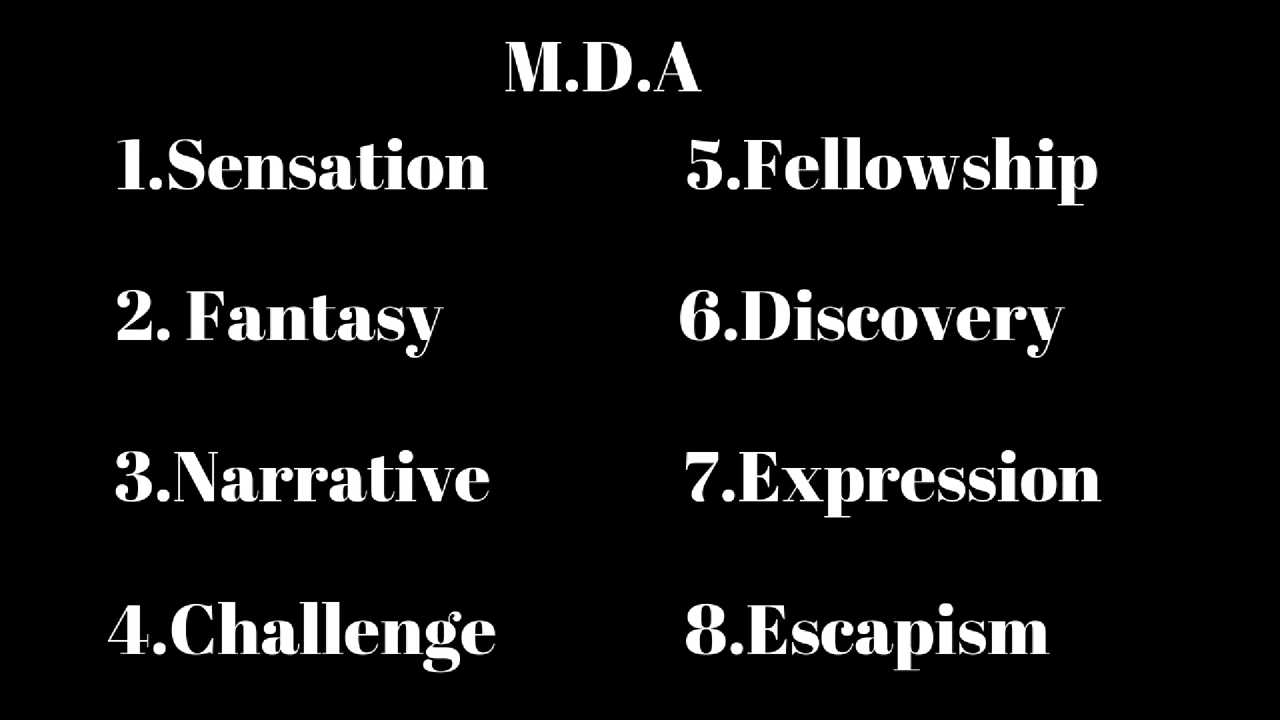 M.D.A
1.Sensation
2. Fantasy
3.Narrative
4.Challenge
5.Fellowship
6.Discovery
7.Expression
8.Escapism